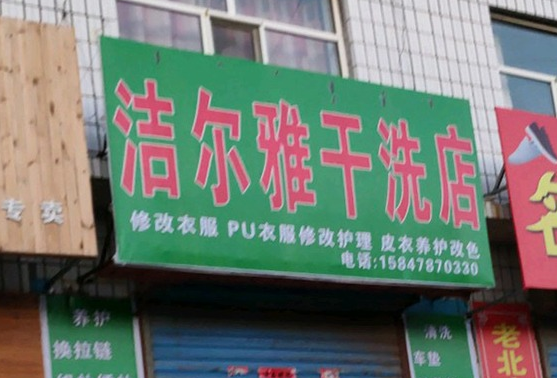 洁尔雅干洗店
修改衣服 PU衣服修改护理 皮衣养护改色
电话:15847870330
专卖
养护
换拉链
清洗
车垫
老北